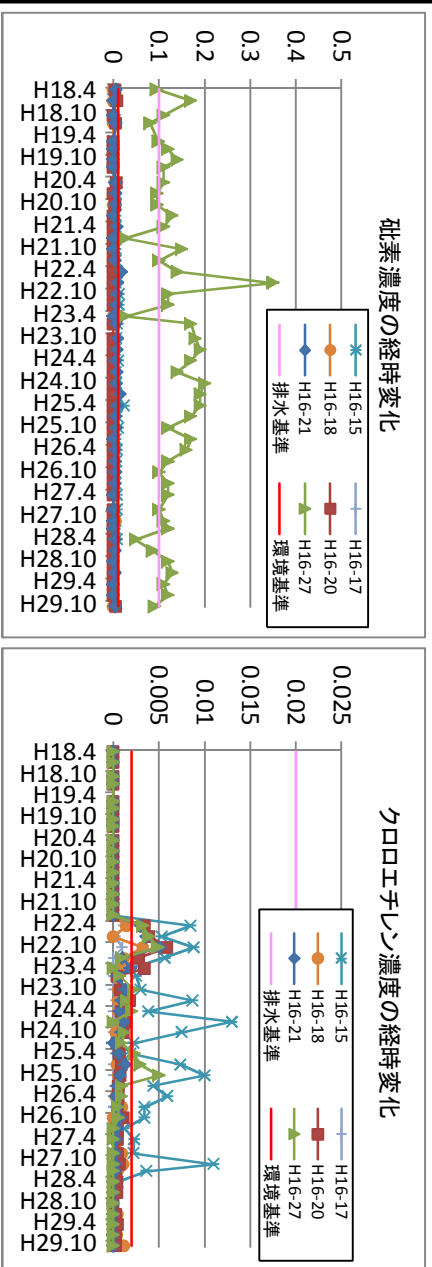 砒素濃度の経時変化
0.5
0.4
0.3
0.2
0.1
0
H18.4
H18.10
H19.4
H19.10
H20.4
H20.10
H21.4
H21.10
H22.4
H22.10
H23.4
H23.10
H24.4
H24.10
H25.4
H25.10
H26.4
H26.10
H27.4
H27.10
H28.4
H28.10
H29.4
H29.10
H16-15 H16-17
H16-18 H16-20
H16-21 H16-27
排水基準 環境基準
クロロエチレン濃度の経時変化
0.025
0.02
0.015
0.01
0.005
0
H18.4
H18.10
H19.4
H19.10
H20.4
H20.10
H21.4
H21.10
H22.4
H22.10
H23.4
H23.10
H24.4
H24.10
H25.4
H25.10
H26.4
H26.10
H27.4
H27.10
H28.4
H28.10
H29.4
H29.10
H16-15 H16-17
H16-18 H16-20
H16-21 H16-27
排水基準 環境基準